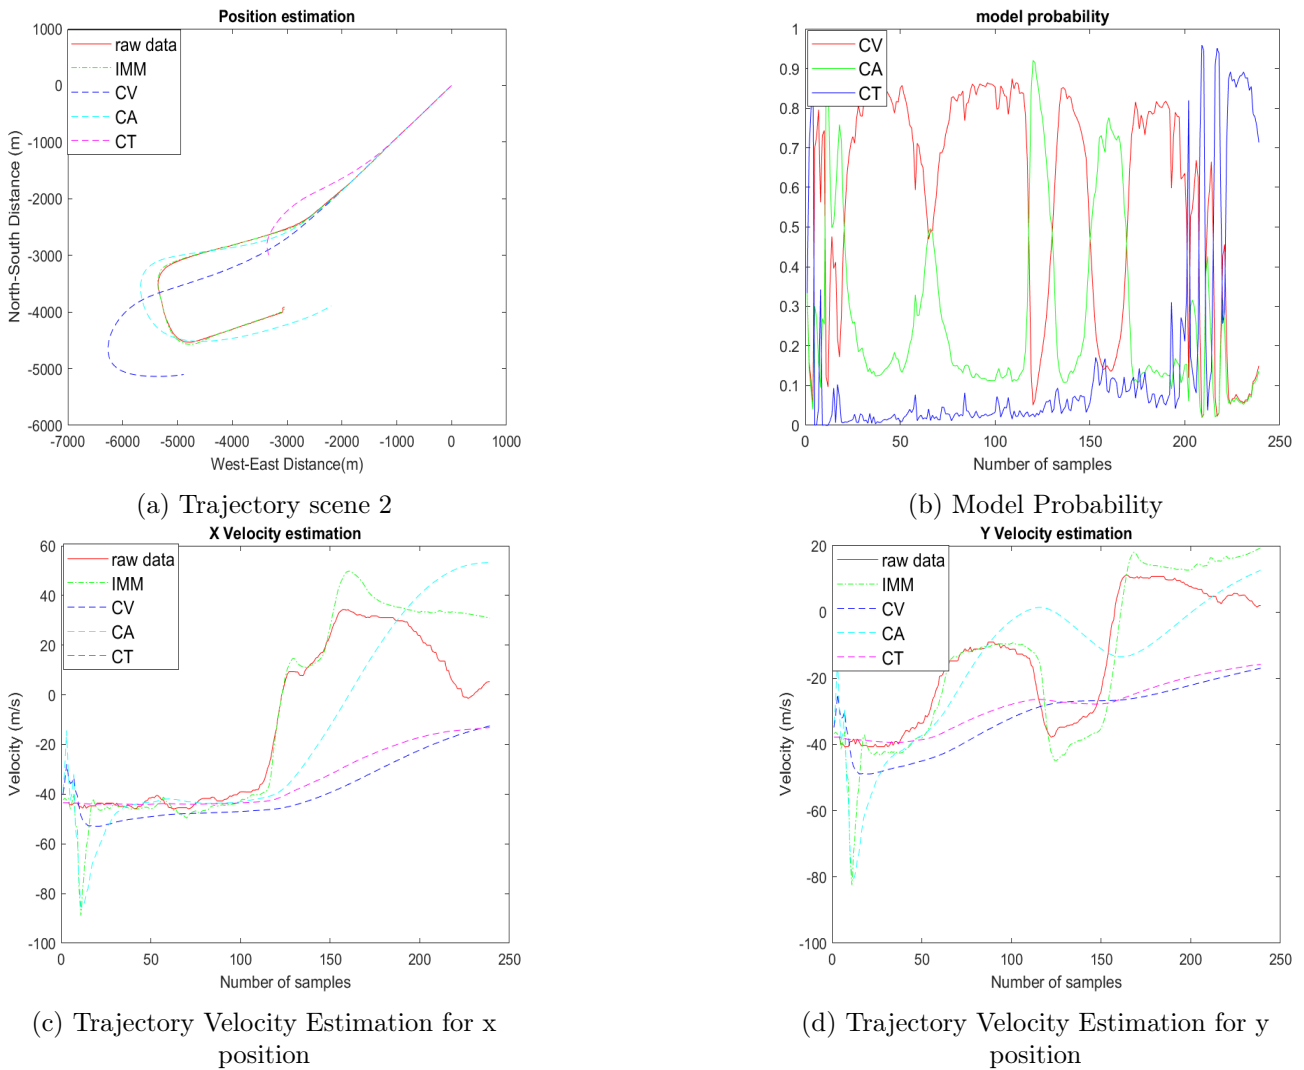 Position estimation
1000
0
-1000
-2000
-3000
-4000
-5000
-6000
North-South Distance (m)
raw data
IMM
CV
CA
CT
-7000 -6000 -5000 -4000 -3000 -2000 -1000 0 1000
West-East Distance(m)
(a) Trajectory scene 2
model probability
1
0.9
0.8
0.7
0.6
0.5
0.4
0.3
0.2
0.1
0
CV
CA
CT
0 50 100 150 200 250
Number of samples
(b) Model Probability
X Velocity estimation
60
40
20
0
-20
-40
-60
-80
-100
Velocity (m/s)
raw data
IMM
CV
CA
CT
0 50 100 150 200 250
Number of samples
(c) Trajectory Velocity Estimation for x
position
Y Velocity estimation
20
0
-20
-40
-60
-80
-100
Velocity (m/s)
raw data
IMM
CV
CA
CT
0 50 100 150 200 250
Number of samples
(d) Trajectory Velocity Estimation for y
position